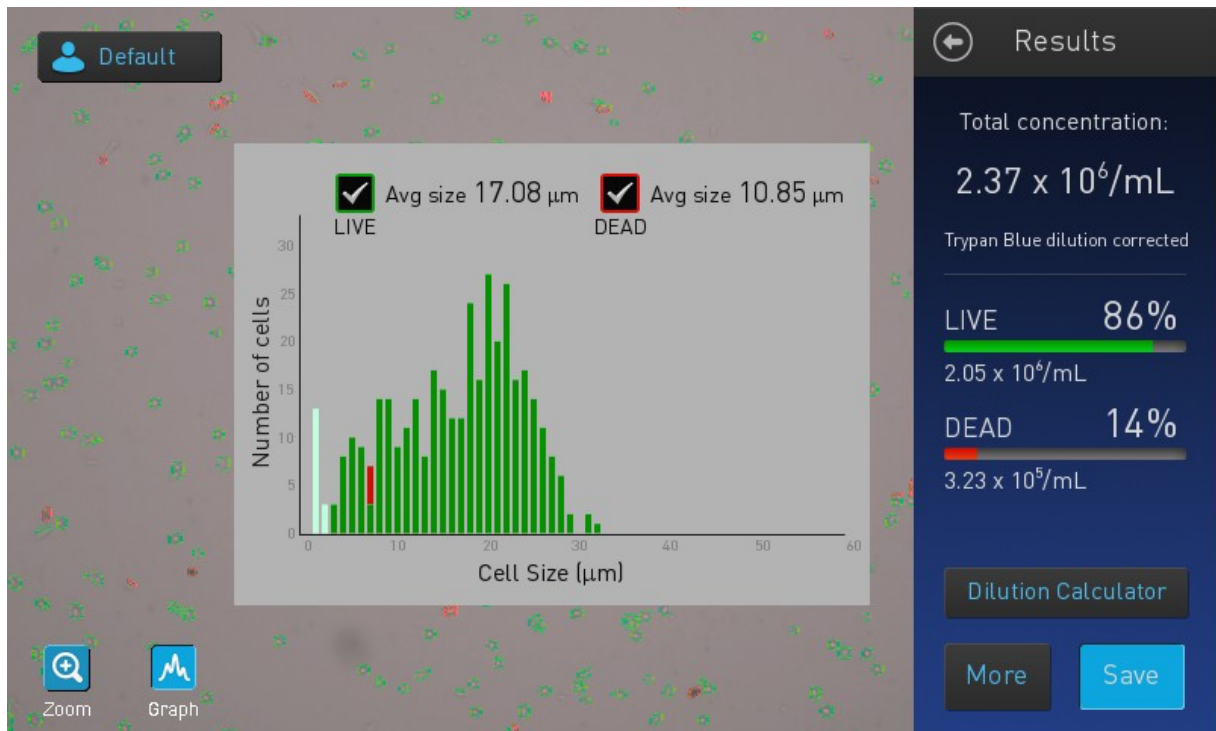 Default
Results
Total concentration:
2.37 x 10⁶/mL
Trypan Blue dilution corrected
LIVE 86%
2.05 x 10⁶/mL
DEAD 14%
3.23 x 10⁵/mL
Dilution Calculator
More Save
Avg size 17.08 µm Avg size 10.85 µm
LIVE DEAD
Number of cells
30
25
20
15
10
5
0
0 10 20 30 40 50 60
Cell Size (µm)
Zoom Graph